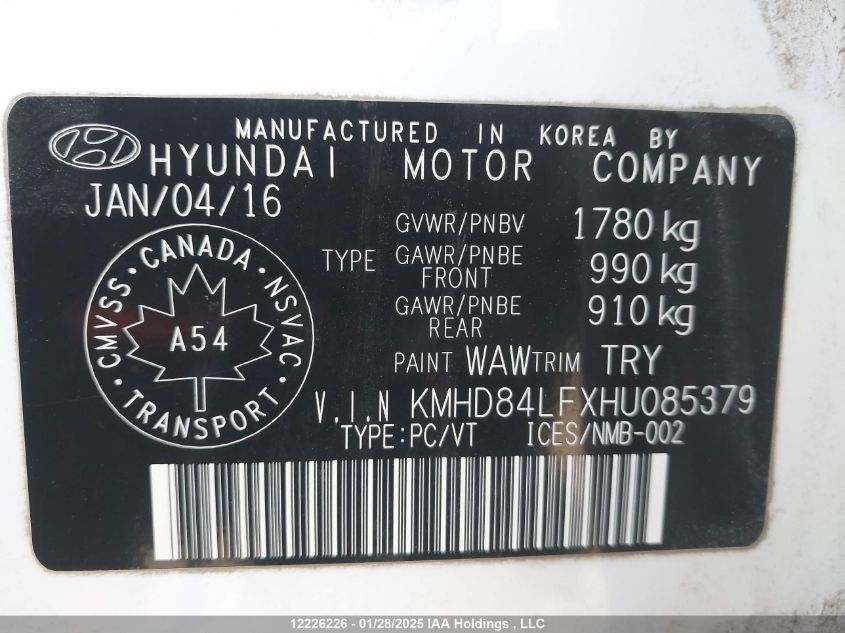 MANUFACTURED IN KOREA BY
HYUNDAI MOTOR COMPANY
JAN/04/16
GVWR/PNBV 1780 kg
TYPE GAWR/PNBE FRONT 990 kg
GAWR/PNBE REAR 910 kg
PAINT WAW TRIM TRY
CMVSS · CANADA · NSVAC
A54
TRANSPORT
V.I.N KMHD84LFXHU085379
TYPE:PC/VT ICES/NMB-002
12226226 - 01/28/2025 IAA Holdings , LLC